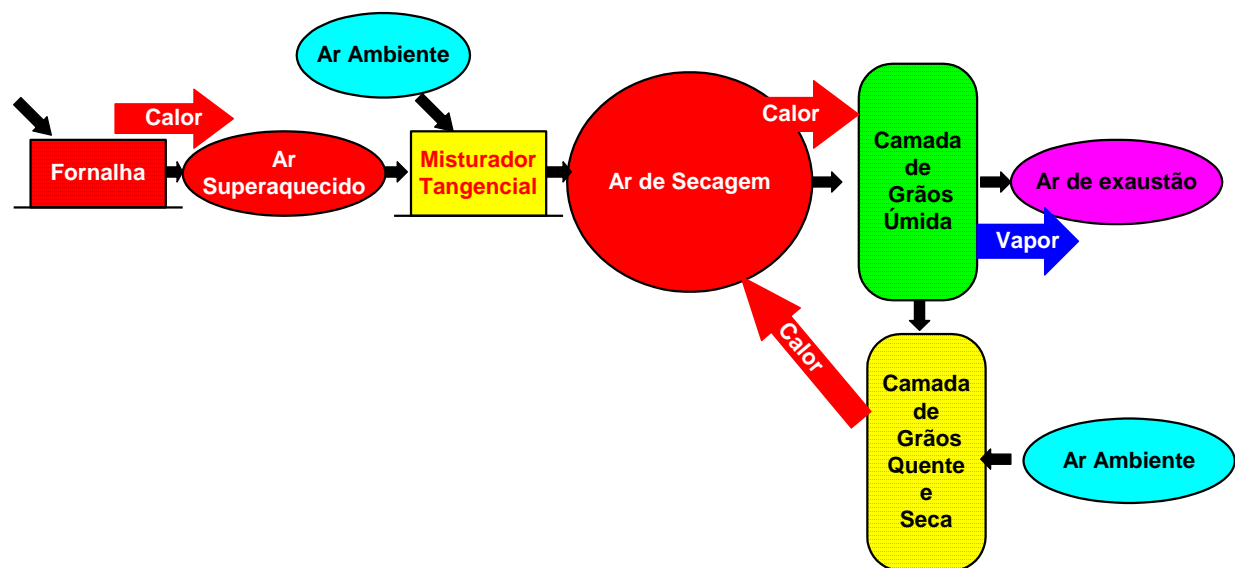 Ar Ambiente
Calor
Fornalha
Ar
Superaquecido
Misturador
Tangencial
Ar de Secagem
Calor
Camada
de
Grãos
Úmida
Ar de exaustão
Vapor
Calor
Camada
de
Grãos
Quente
e
Seca
Ar Ambiente